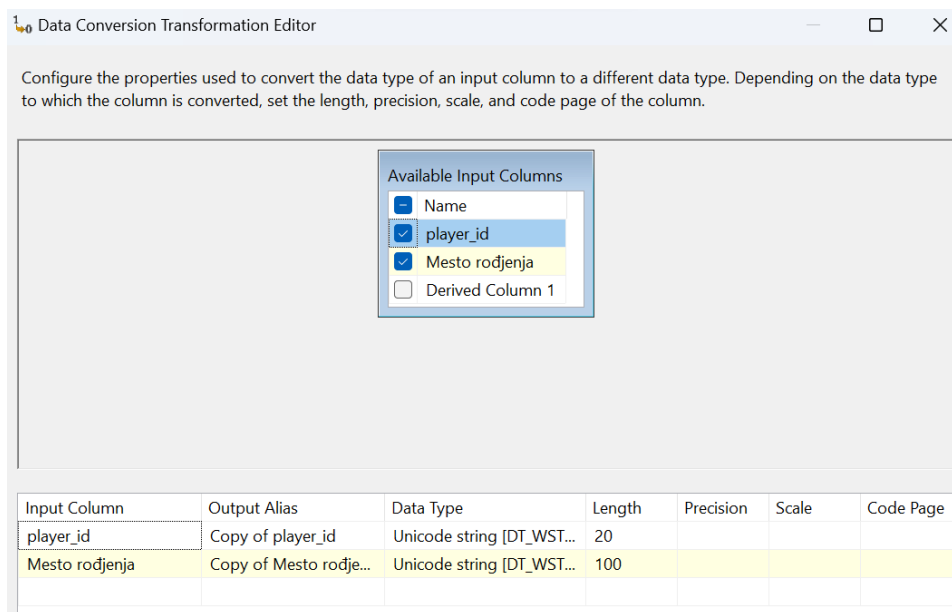 Data Conversion Transformation Editor
Configure the properties used to convert the data type of an input column to a different data type. Depending on the data type
to which the column is converted, set the length, precision, scale, and code page of the column.
Available Input Columns
Name
player_id
Mesto rođjenja
Derived Column 1
Input Column Output Alias Data Type Length Precision Scale Code Page
player_id Copy of player_id Unicode string [DT_WST... 20
Mesto rođjenja Copy of Mesto rođje... Unicode string [DT_WST... 100